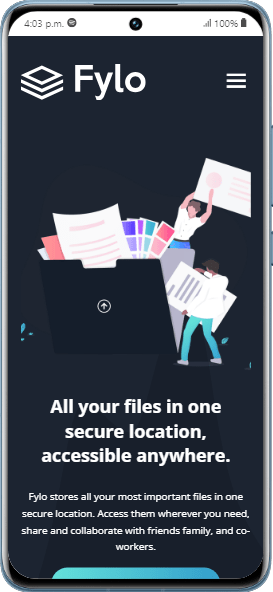 4:03 p.m. 100%
Fylo
All your files in one
secure location,
accessible anywhere.
Fylo stores all your most important files in one
secure location. Access them wherever you need,
share and collaborate with friends family, and co-
workers.